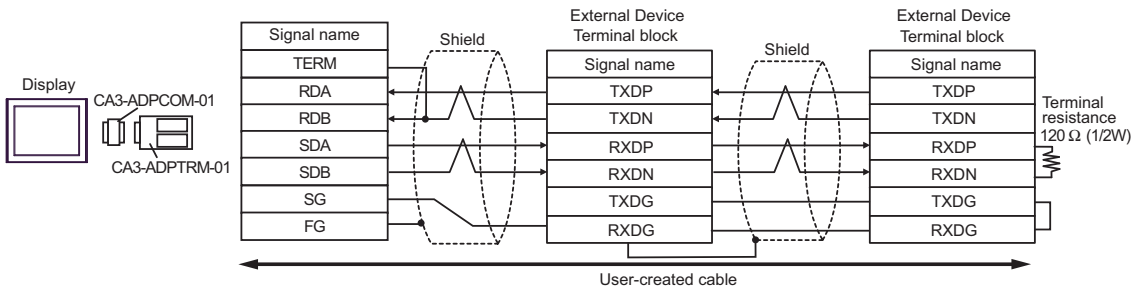 Display
CA3-ADPCOM-01
CA3-ADPTRM-01
Signal name
TERM
RDA
RDB
SDA
SDB
SG
FG
Shield
External Device
Terminal block
Signal name
TXDP
TXDN
RXDP
RXDN
TXDG
RXDG
Shield
External Device
Terminal block
Signal name
TXDP
TXDN
RXDP
RXDN
TXDG
RXDG
Terminal
resistance
120 Ω (1/2W)
User-created cable